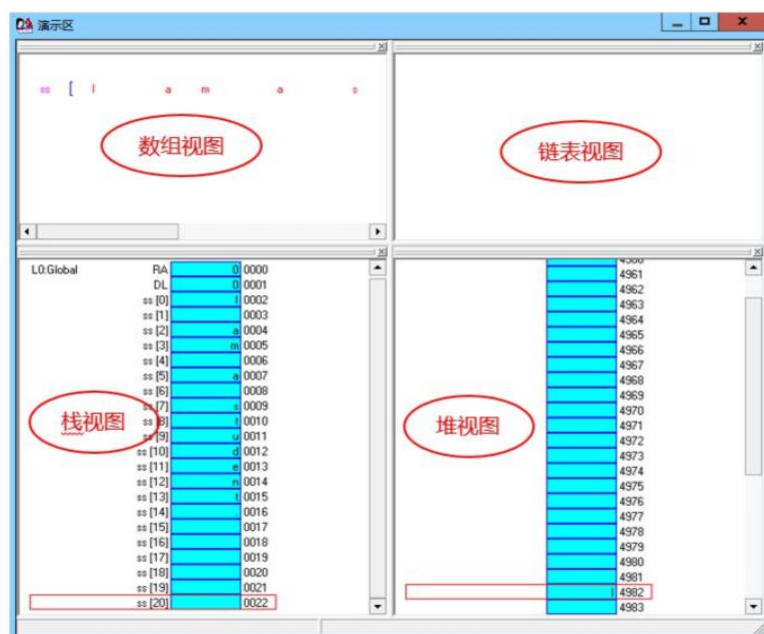 演示区
ss [ I a m a s
数组视图
链表视图
L0:Global RA 0 0000
DL 0 0001
ss [0] I 0002
ss [1] 0003
ss [2] a 0004
ss [3] m 0005
ss [4] 0006
ss [5] a 0007
ss [6] 0008
ss [7] s 0009
ss [8] t 0010
ss [9] u 0011
ss [10] d 0012
ss [11] e 0013
ss [12] n 0014
ss [13] t 0015
ss [14] . 0016
ss [15] 0017
ss [16] 0018
ss [17] 0019
ss [18] 0020
ss [19] 0021
ss [20] 0022
栈视图
4960
4961
4962
4963
4964
4965
4966
4967
4968
4969
4970
4971
4972
4973
4974
4975
4976
4977
4978
4979
4980
4981
I 4982
4983
堆视图